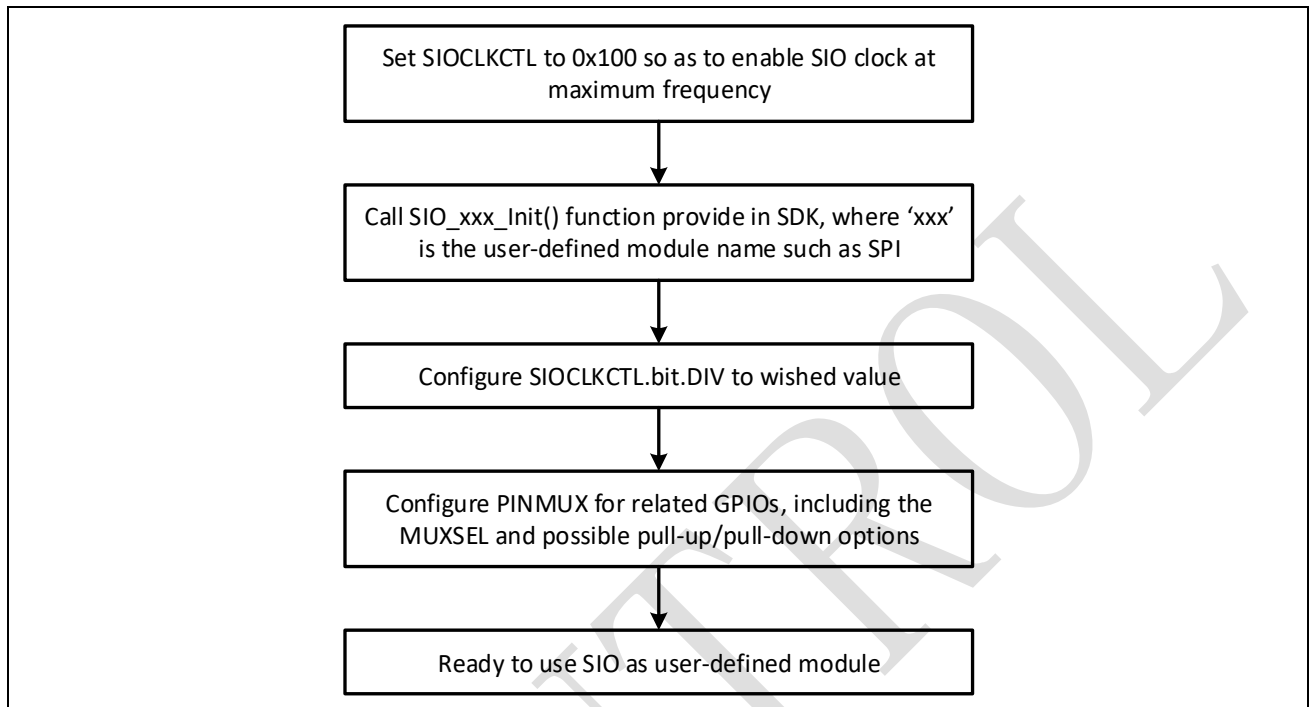 Set SIOCLKCTL to 0x100 so as to enable SIO clock at
maximum frequency
Call SIO_xxx_Init() function provide in SDK, where ‘xxx’
is the user-defined module name such as SPI
Configure SIOCLKCTL.bit.DIV to wished value
Configure PINMUX for related GPIOs, including the
MUXSEL and possible pull-up/pull-down options
Ready to use SIO as user-defined module